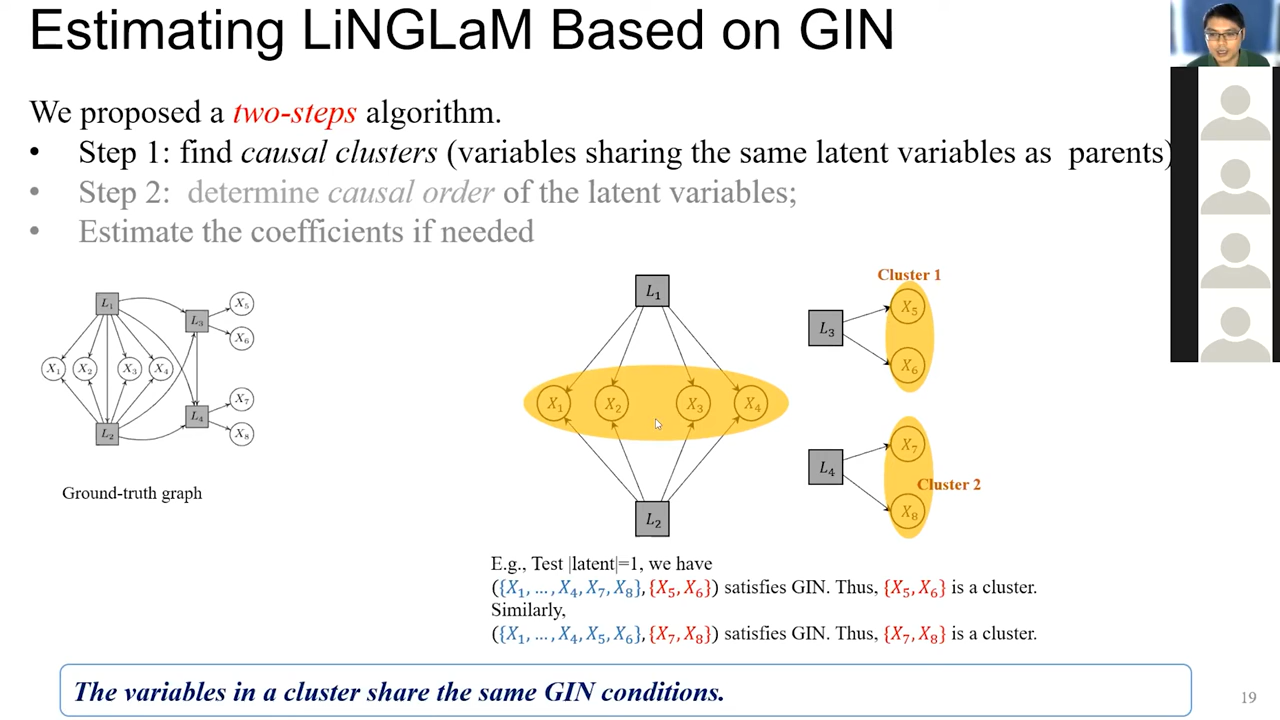 Estimating LiNGLaM Based on GIN
We proposed a two-steps algorithm.
• Step 1: find causal clusters (variables sharing the same latent variables as parents)
• Step 2: determine causal order of the latent variables;
• Estimate the coefficients if needed
L₁
L₃
X₅
X₆
X₁
X₂
X₃
X₄
L₄
X₇
X₈
L₂
Ground-truth graph
L₁
X₁
X₂
X₃
X₄
L₂
Cluster 1
L₃
X₅
X₆
L₄
X₇
Cluster 2
X₈
E.g., Test |latent|=1, we have
({X₁, …, X₄, X₇, X₈}, {X₅, X₆}) satisfies GIN. Thus, {X₅, X₆} is a cluster.
Similarly,
({X₁, …, X₄, X₅, X₆}, {X₇, X₈}) satisfies GIN. Thus, {X₇, X₈} is a cluster.
The variables in a cluster share the same GIN conditions.
19